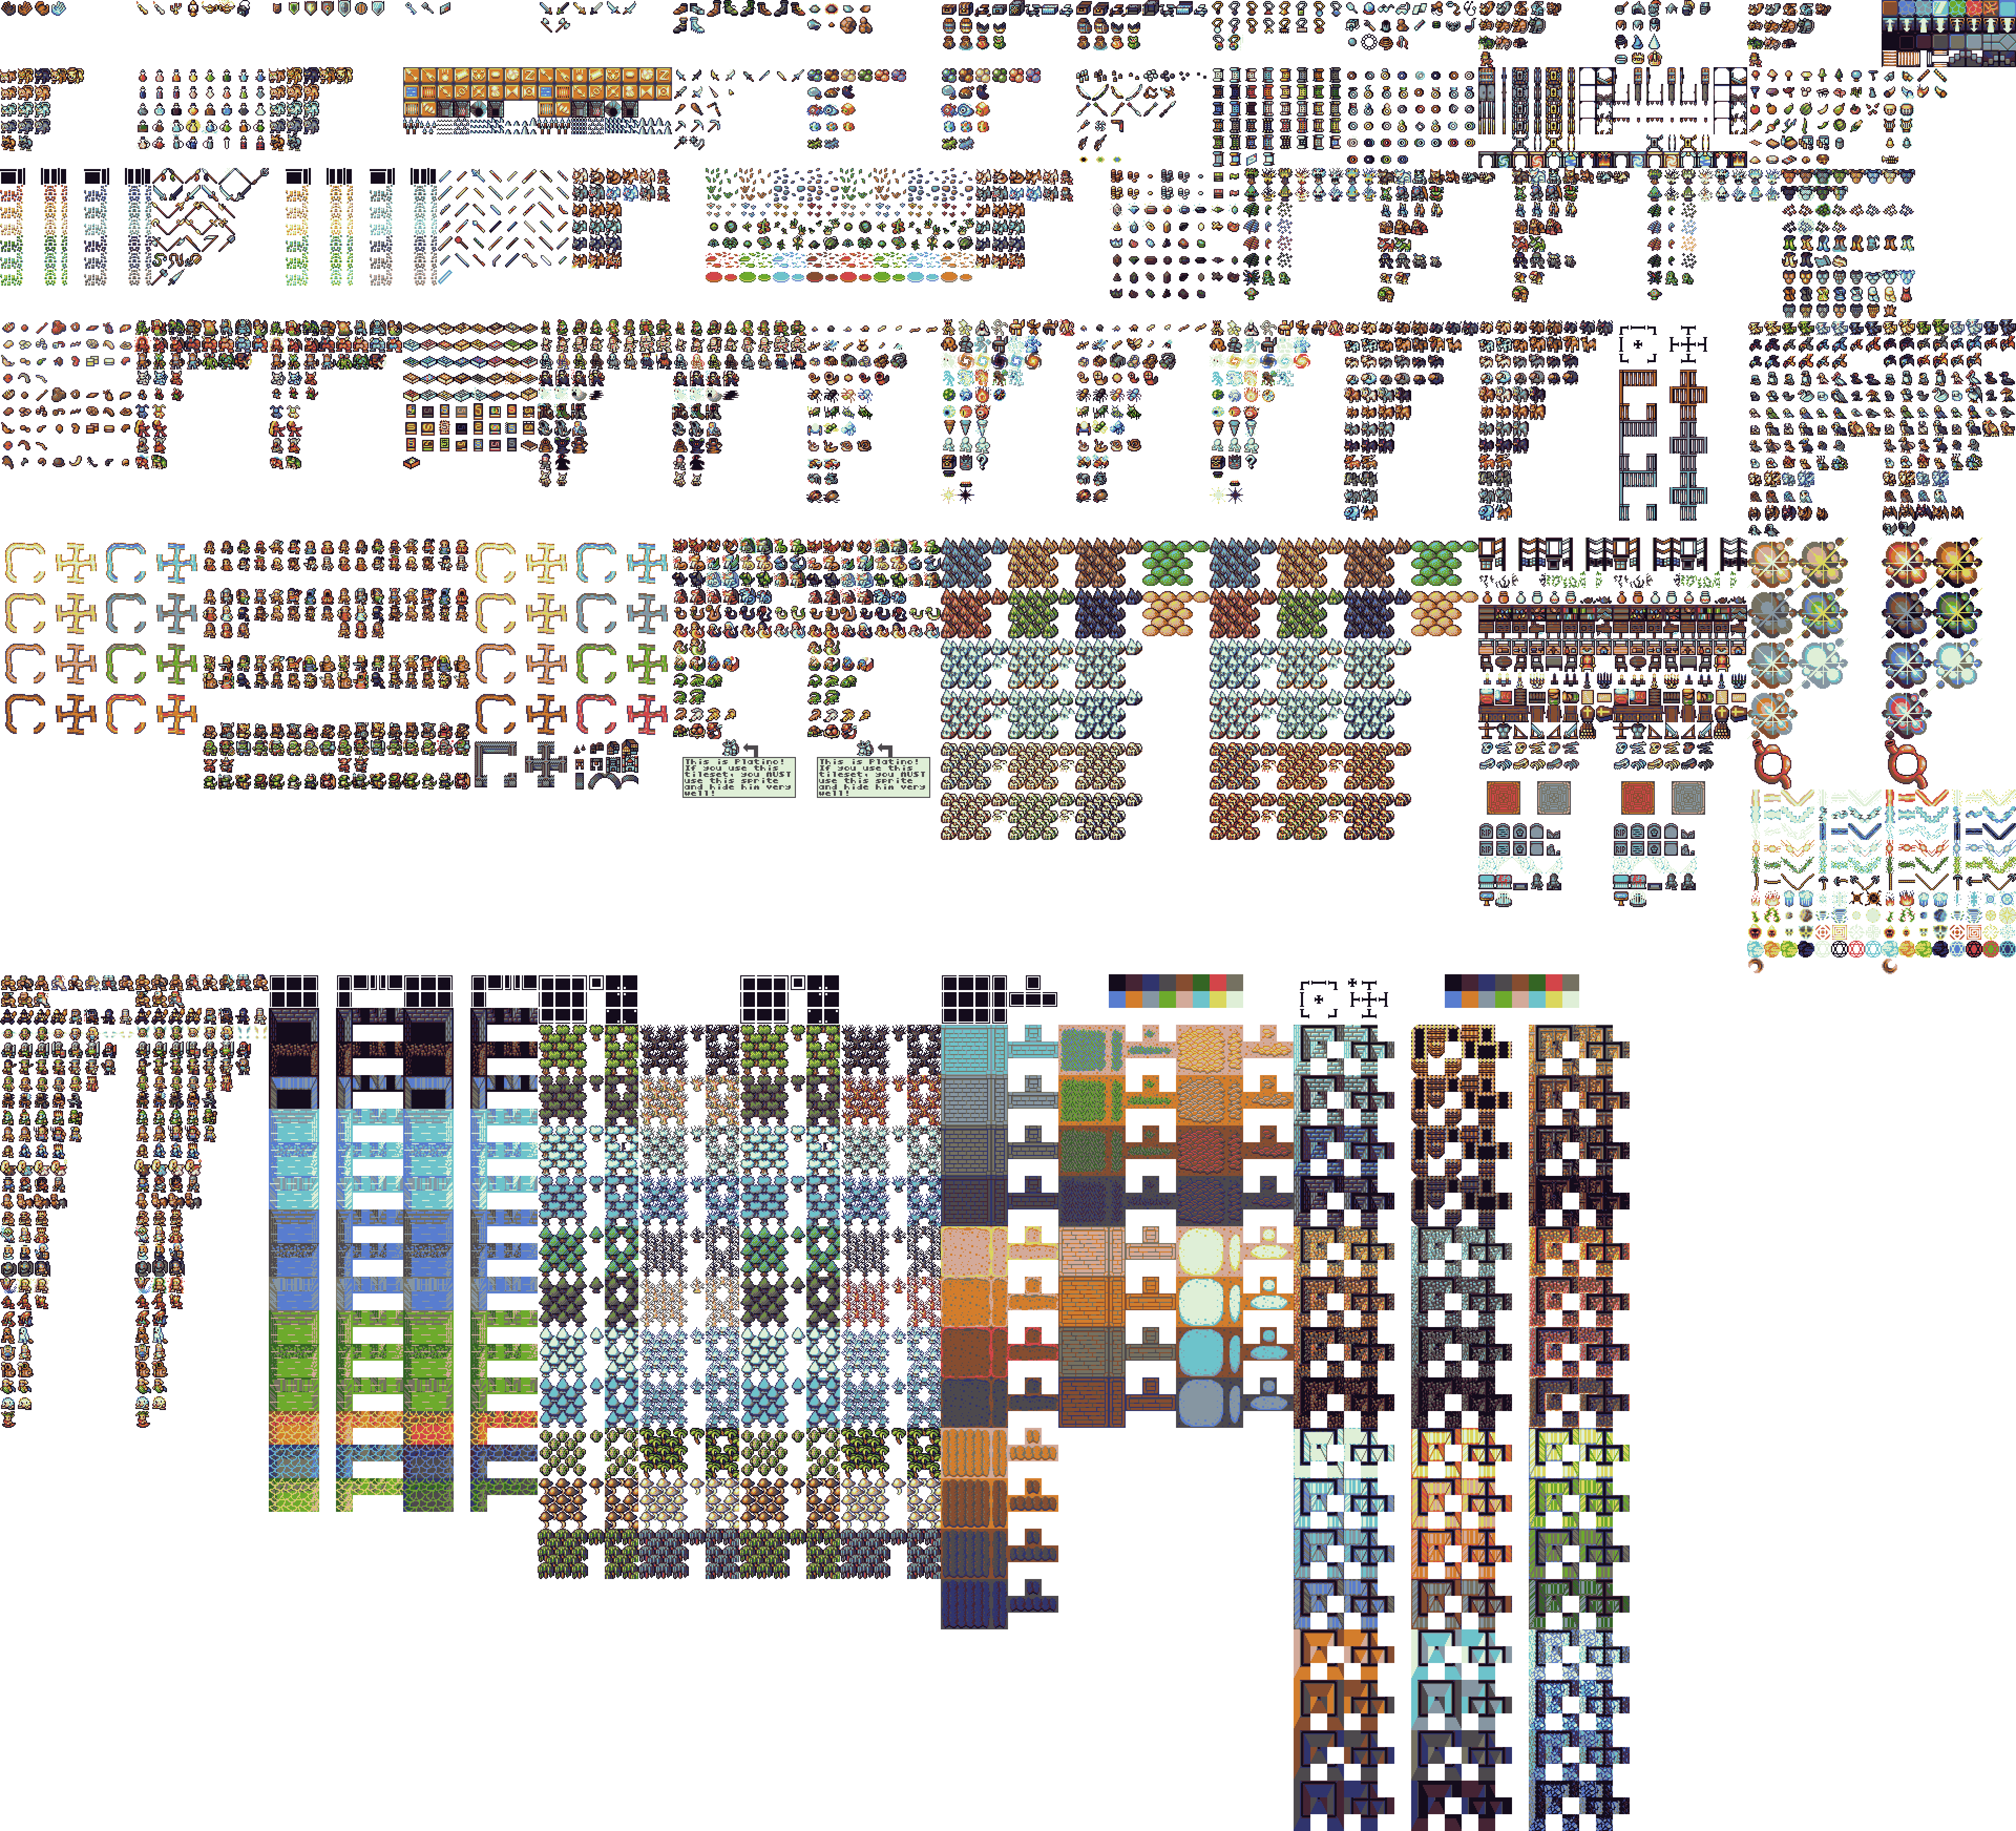 This is Platino!
If you use this
tileset, you MUST
use this sprite
and hide him very
well!
This is Platino!
If you use this
tileset, you MUST
use this sprite
and hide him very
well!